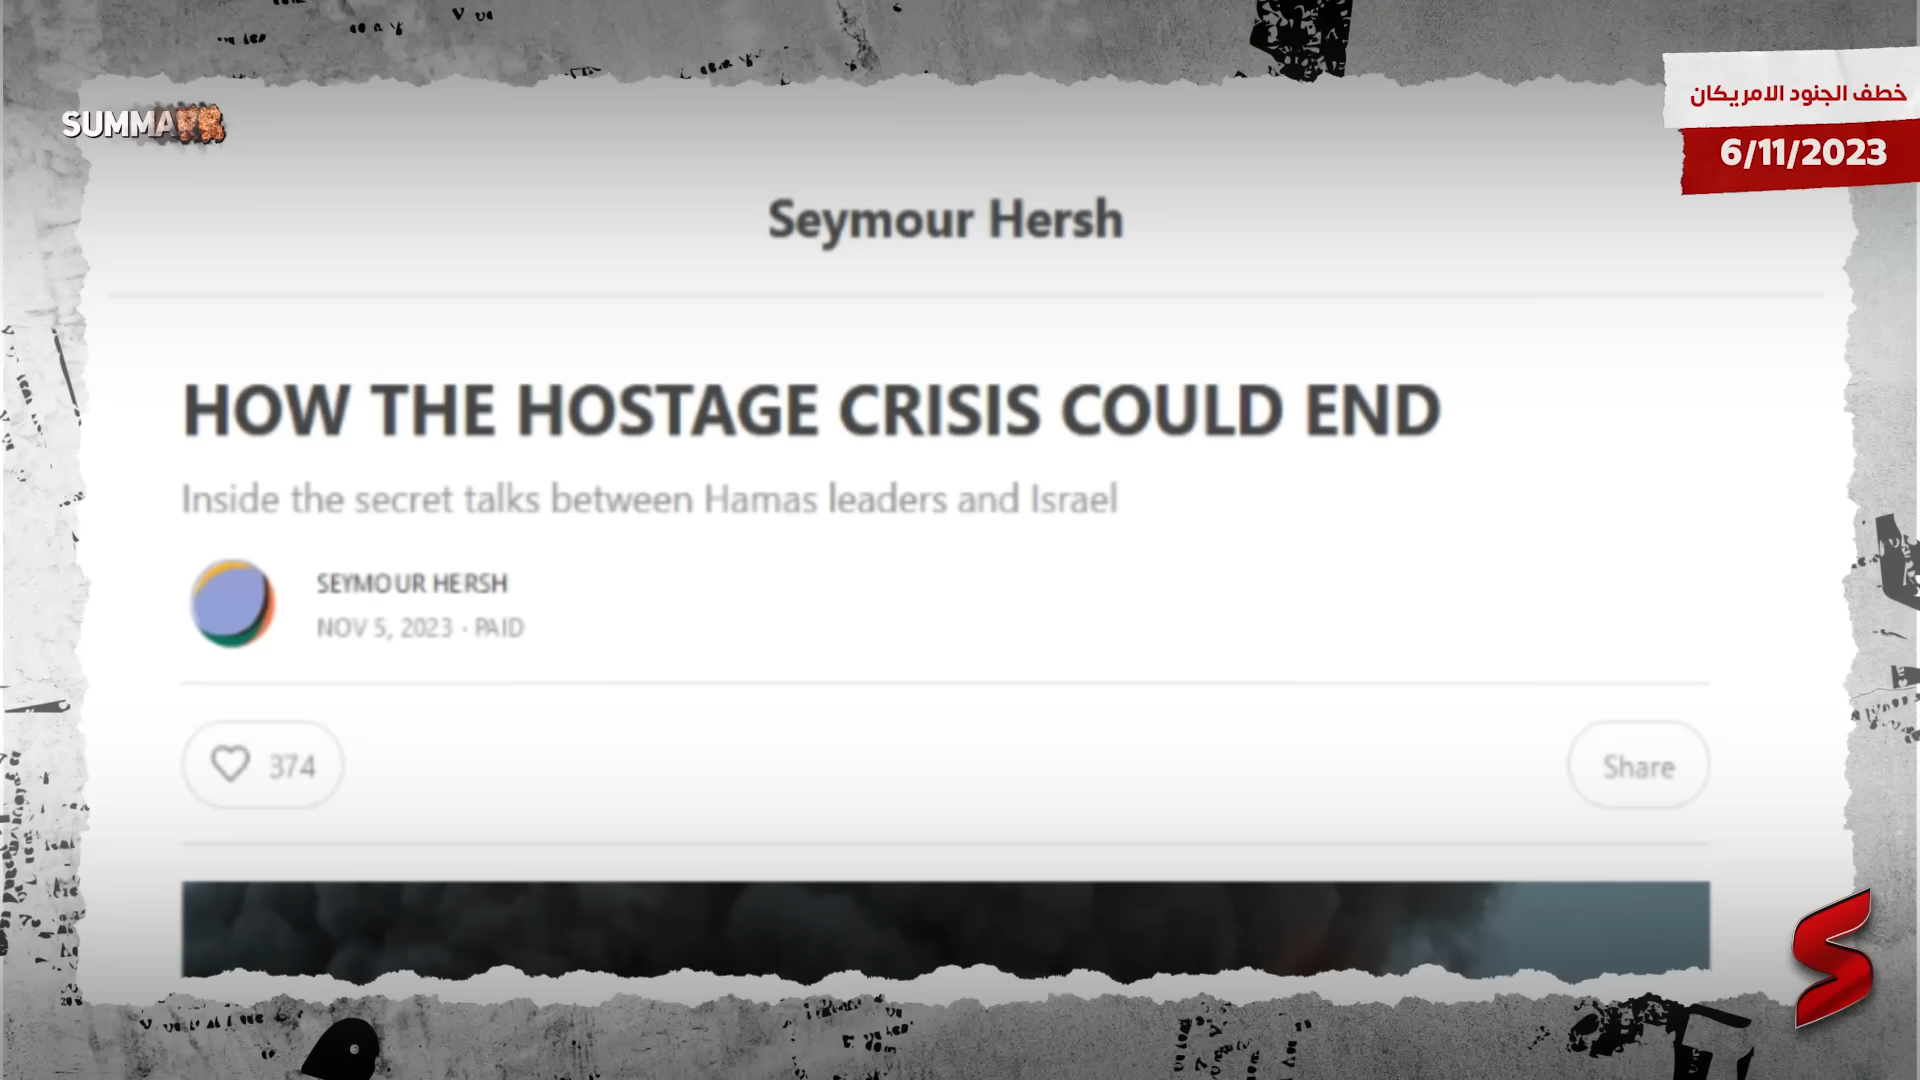 SUMMARR
خطف الجنود الامريكان
6/11/2023
Seymour Hersh
HOW THE HOSTAGE CRISIS COULD END
Inside the secret talks between Hamas leaders and Israel
SEYMOUR HERSH
NOV 5, 2023 · PAID
374
Share